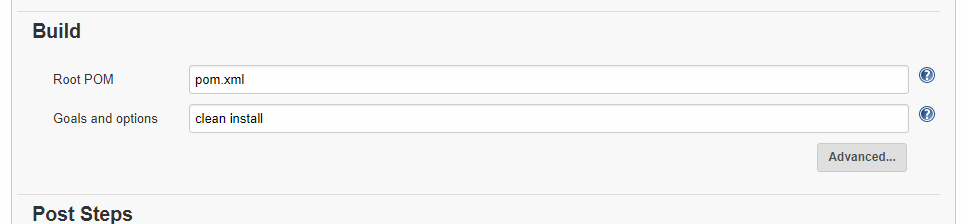 Build
Root POM pom.xml
Goals and options clean install
Advanced...
Post Steps